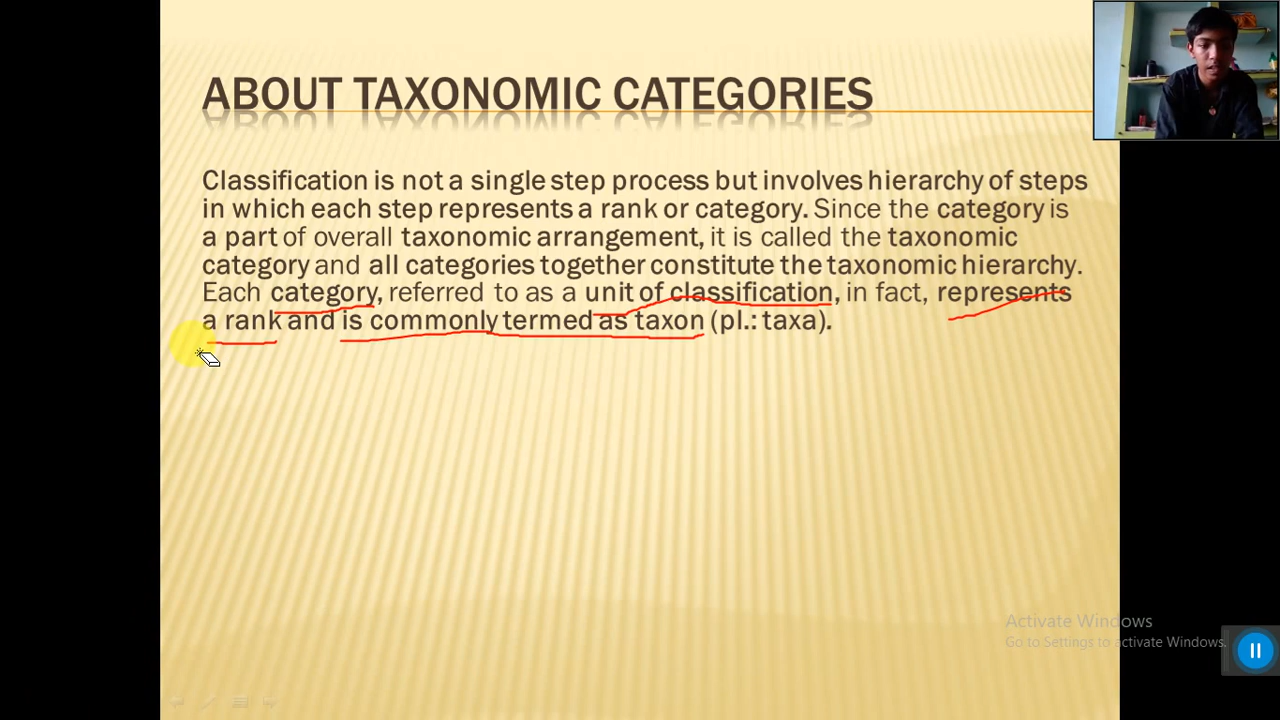 ABOUT TAXONOMIC CATEGORIES
Classification is not a single step process but involves hierarchy of steps
in which each step represents a rank or category. Since the category is
a part of overall taxonomic arrangement, it is called the taxonomic
category and all categories together constitute the taxonomic hierarchy.
Each category, referred to as a unit of classification, in fact, represents
a rank and is commonly termed as taxon (pl.: taxa).
Activate Windows
Go to Settings to activate Windows.